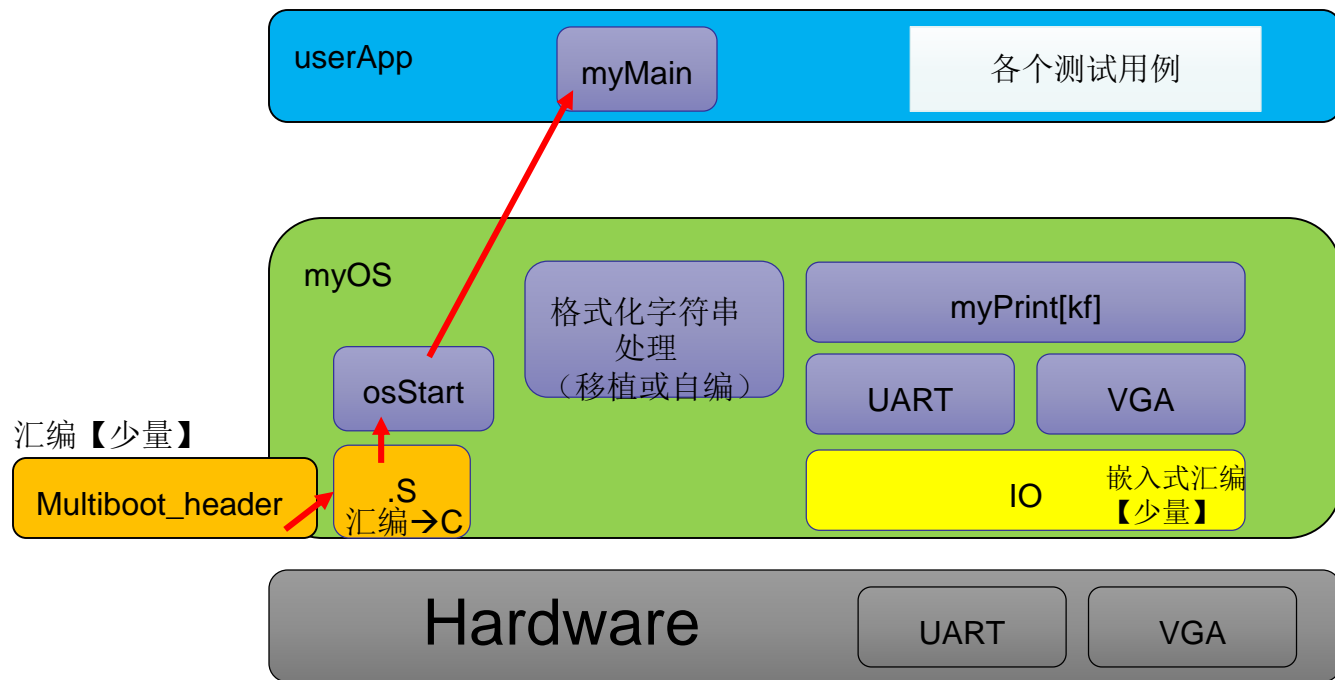 userApp
myMain
各个测试用例
myOS
格式化字符串
处理
（移植或自编）
myPrint[kf]
osStart
UART
VGA
汇编【少量】
Multiboot_header
.S
汇编→C
IO
嵌入式汇编
【少量】
Hardware
UART
VGA